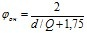 φ_он = 2 / (d/Q + 1,75)